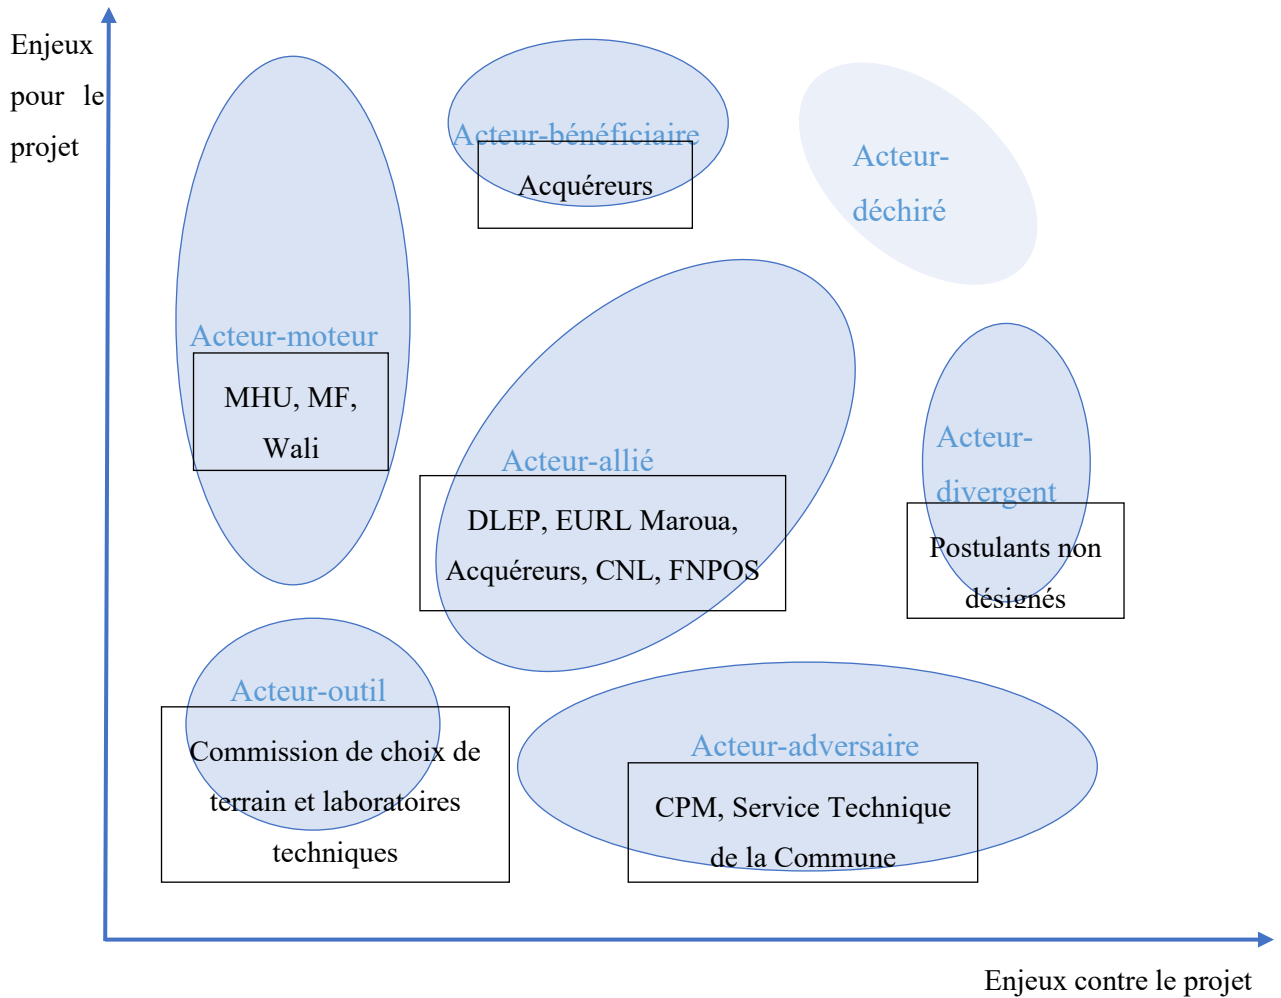 Enjeux
pour le
projet
Acteur-bénéficiaire
Acquéreurs
Acteur-
déchiré
Acteur-moteur
MHU, MF,
Wali
Acteur-allié
DLEP, EURL Maroua,
Acquéreurs, CNL, FNPOS
Acteur-
divergent
Postulants non
désignés
Acteur-outil
Commission de choix de
terrain et laboratoires
techniques
Acteur-adversaire
CPM, Service Technique
de la Commune
Enjeux contre le projet